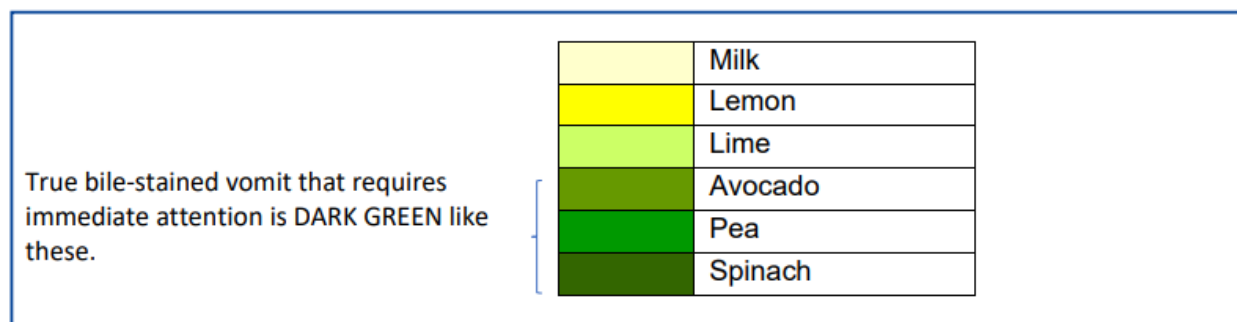 Milk
Lemon
Lime
True bile-stained vomit that requires
immediate attention is DARK GREEN like
these.
Avocado
Pea
Spinach